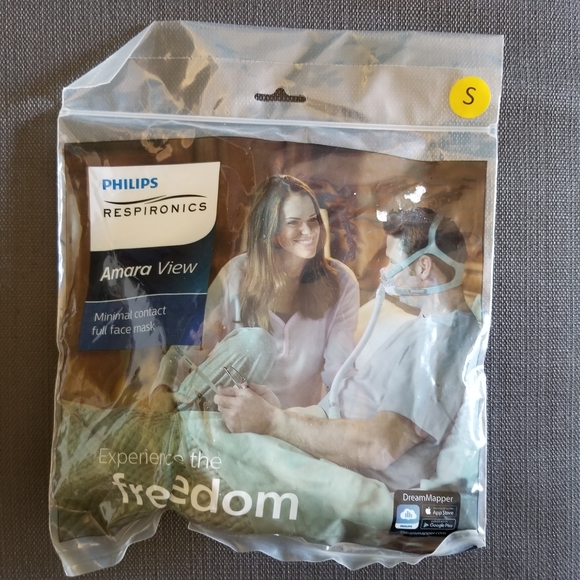 S
PHILIPS
RESPIRONICS
Amara View
Minimal contact
full face mask
Experience the
freedom
DreamMapper
App Store
Google Play